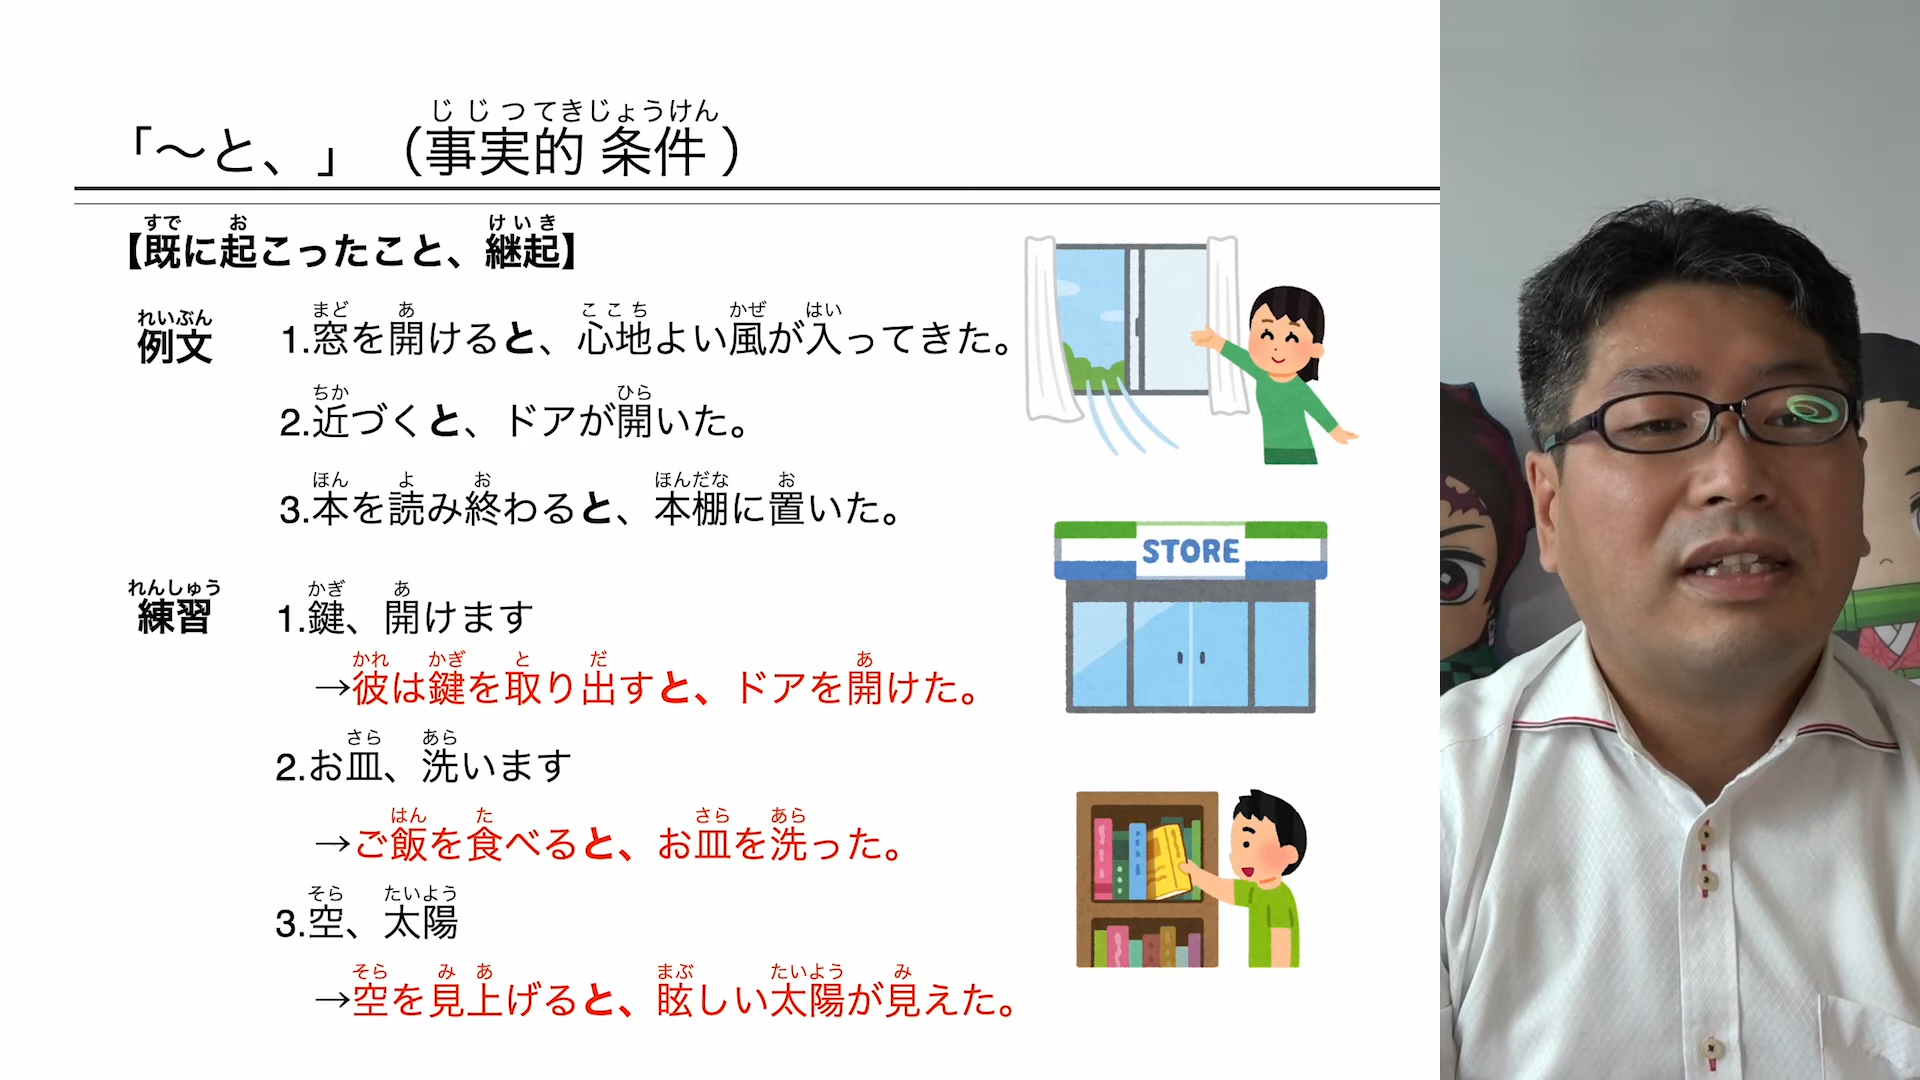 じじつてきじょうけん
「～と、」（事実的 条件）
すで お けいき
【既に起こったこと、継起】
れいぶん まど あ ここち かぜ はい
例文 1.窓を開けると、心地よい風が入ってきた。
ちか ひら
2.近づくと、ドアが開いた。
ほん よ お ほんだな お
3.本を読み終わると、本棚に置いた。
STORE
れんしゅう かぎ あ
練習 1.鍵、開けます
かれ かぎ と だ あ
→彼は鍵を取り出すと、ドアを開けた。
さら あら
2.お皿、洗います
はん た さら あら
→ご飯を食べると、お皿を洗った。
そら たいよう
3.空、太陽
そら み あ まぶ たいよう み
→空を見上げると、眩しい太陽が見えた。